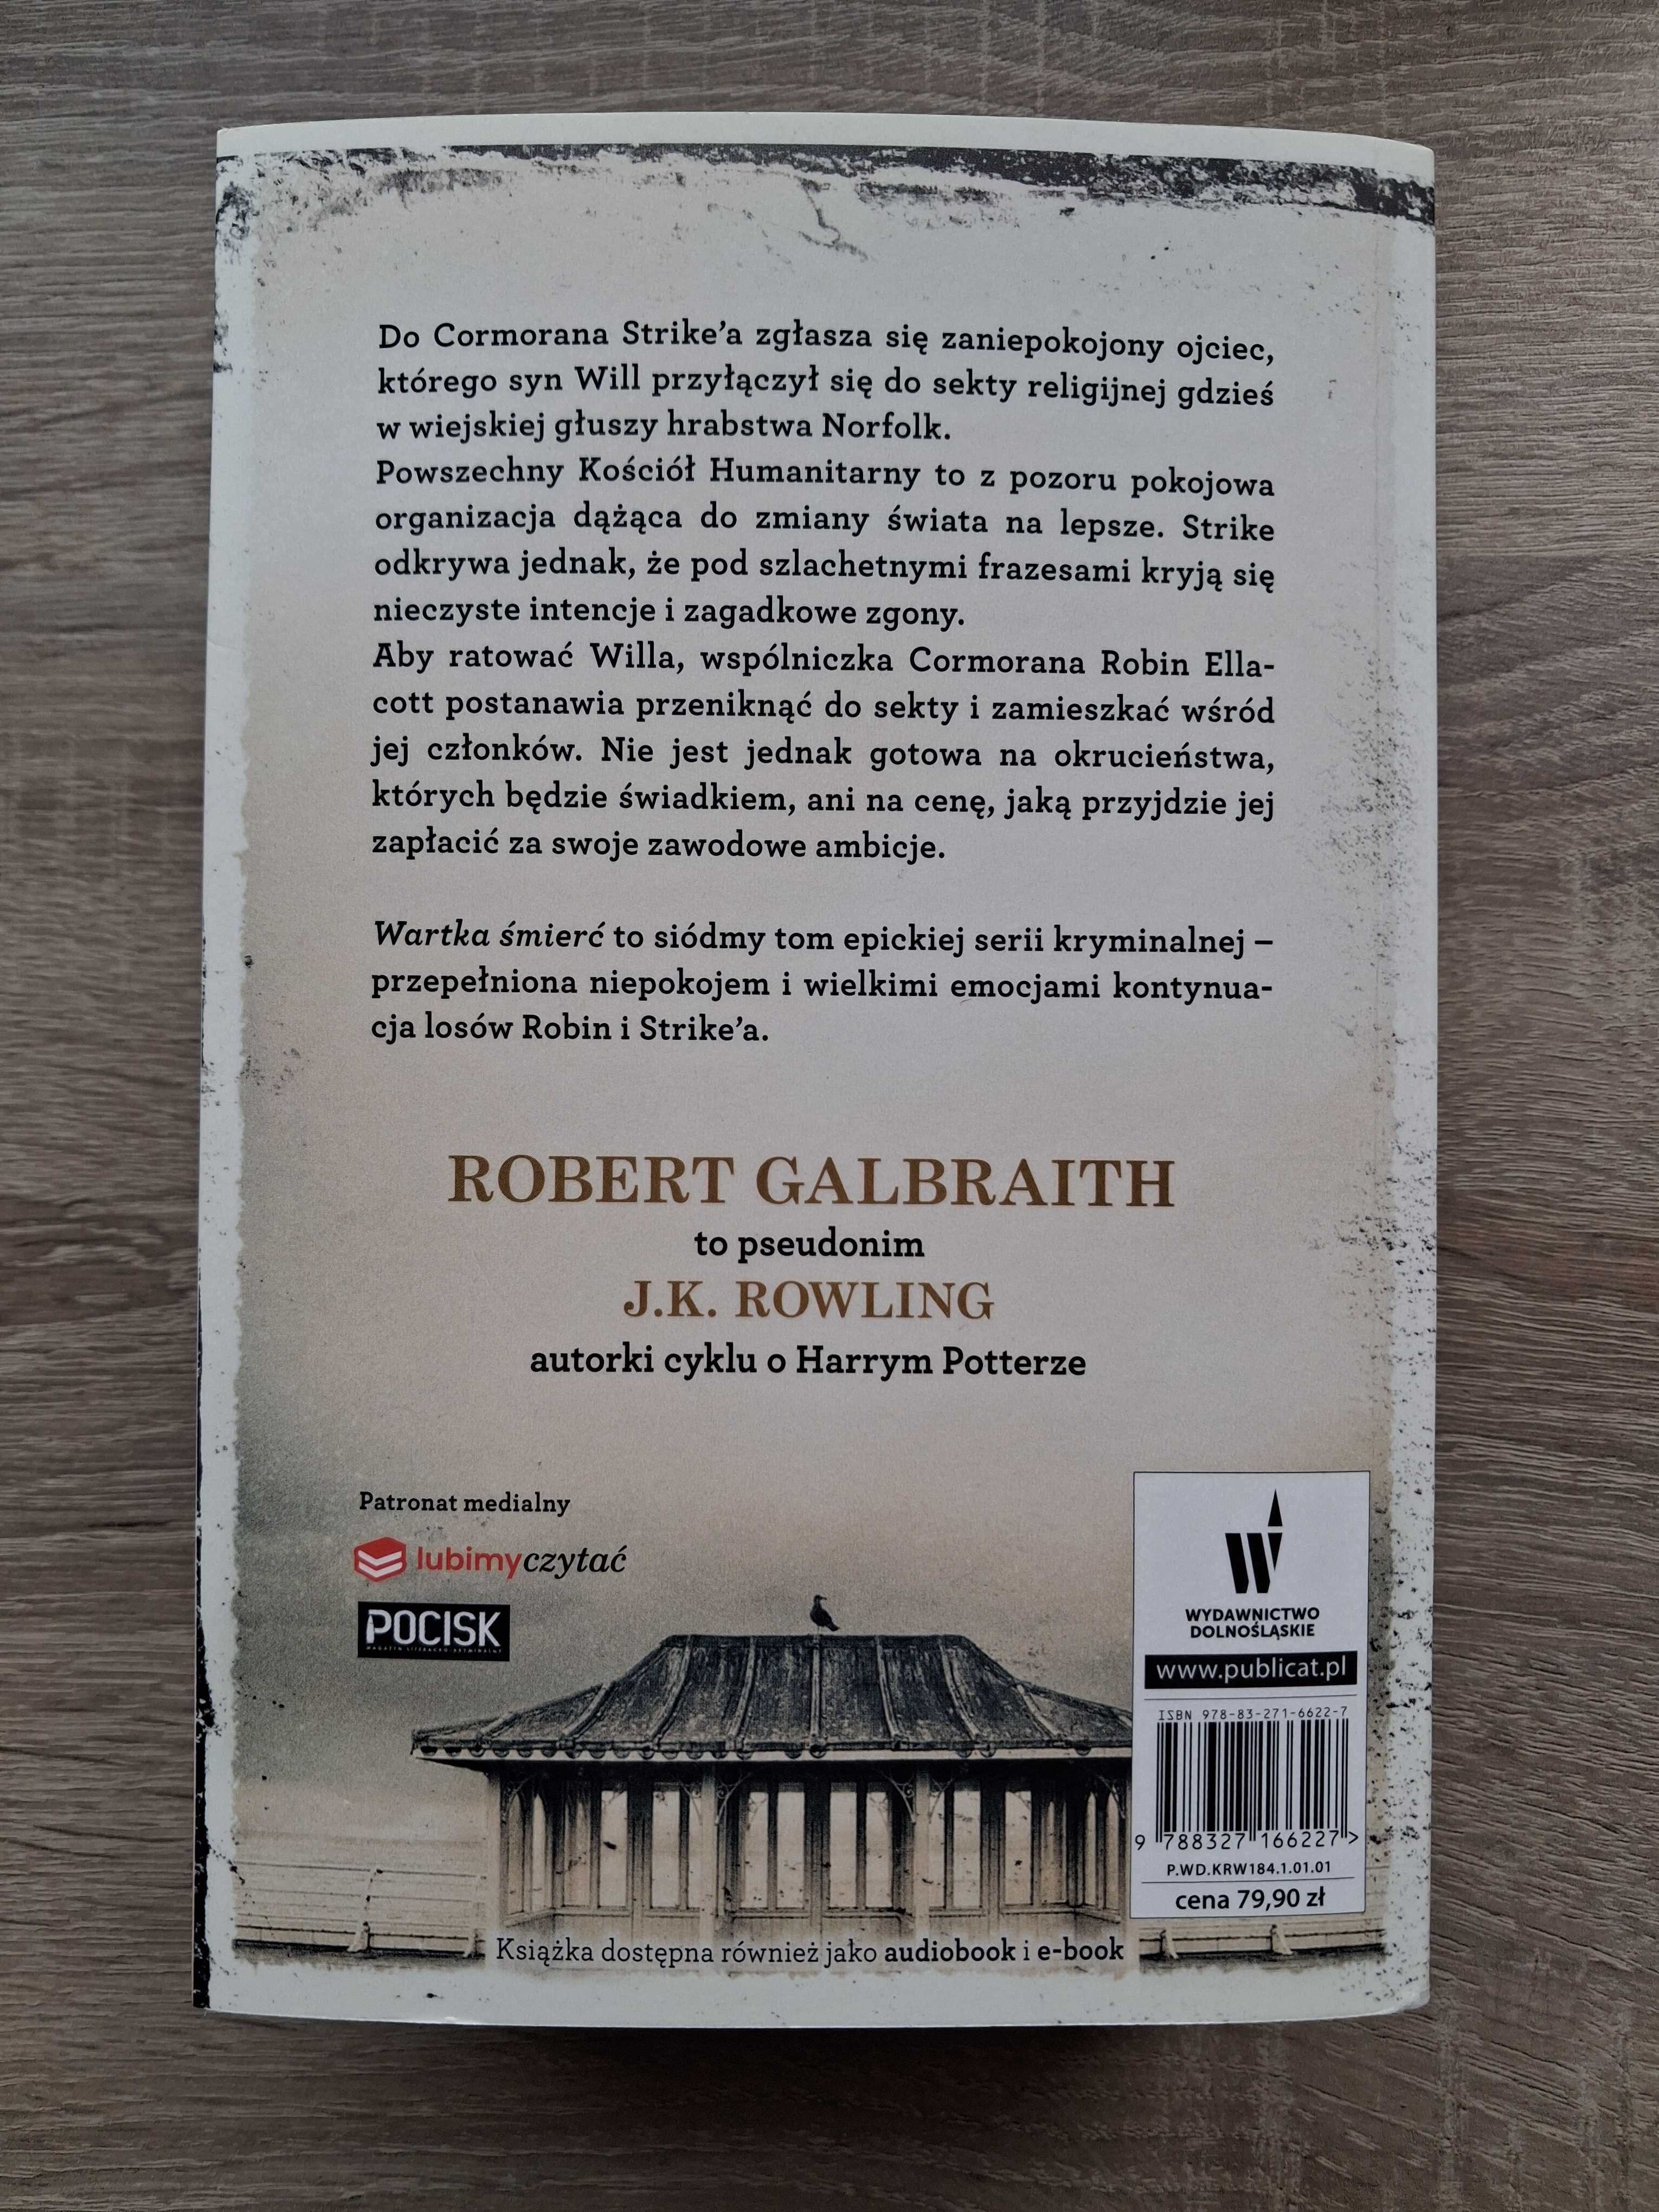 Do Cormorana Strike’a zgłasza się zaniepokojony ojciec,
którego syn Will przyłączył się do sekty religijnej gdzieś
w wiejskiej głuszy hrabstwa Norfolk.
Powszechny Kościół Humanitarny to z pozoru pokojowa
organizacja dążąca do zmiany świata na lepsze. Strike
odkrywa jednak, że pod szlachetnymi frazesami kryją się
nieczyste intencje i zagadkowe zgony.
Aby ratować Willa, wspólniczka Cormorana Robin Ella-
cott postanawia przeniknąć do sekty i zamieszkać wśród
jej członków. Nie jest jednak gotowa na okrucieństwa,
których będzie świadkiem, ani na cenę, jaką przyjdzie jej
zapłacić za swoje zawodowe ambicje.
Wartka śmierć to siódmy tom epickiej serii kryminalnej –
przepełniona niepokojem i wielkimi emocjami kontynua-
cja losów Robin i Strike’a.
ROBERT GALBRAITH
to pseudonim
J.K. ROWLING
autorki cyklu o Harrym Potterze
Patronat medialny
lubimyczytać
POCISK
MAGAZYN LITERACKO-KRYMINALNY
WYDAWNICTWO
DOLNOŚLĄSKIE
www.publicat.pl
ISBN 978-83-271-6622-7
9 788327 166227 >
P.WD.KRW184.1.01.01
cena 79,90 zł
Książka dostępna również jako audiobook i e-book